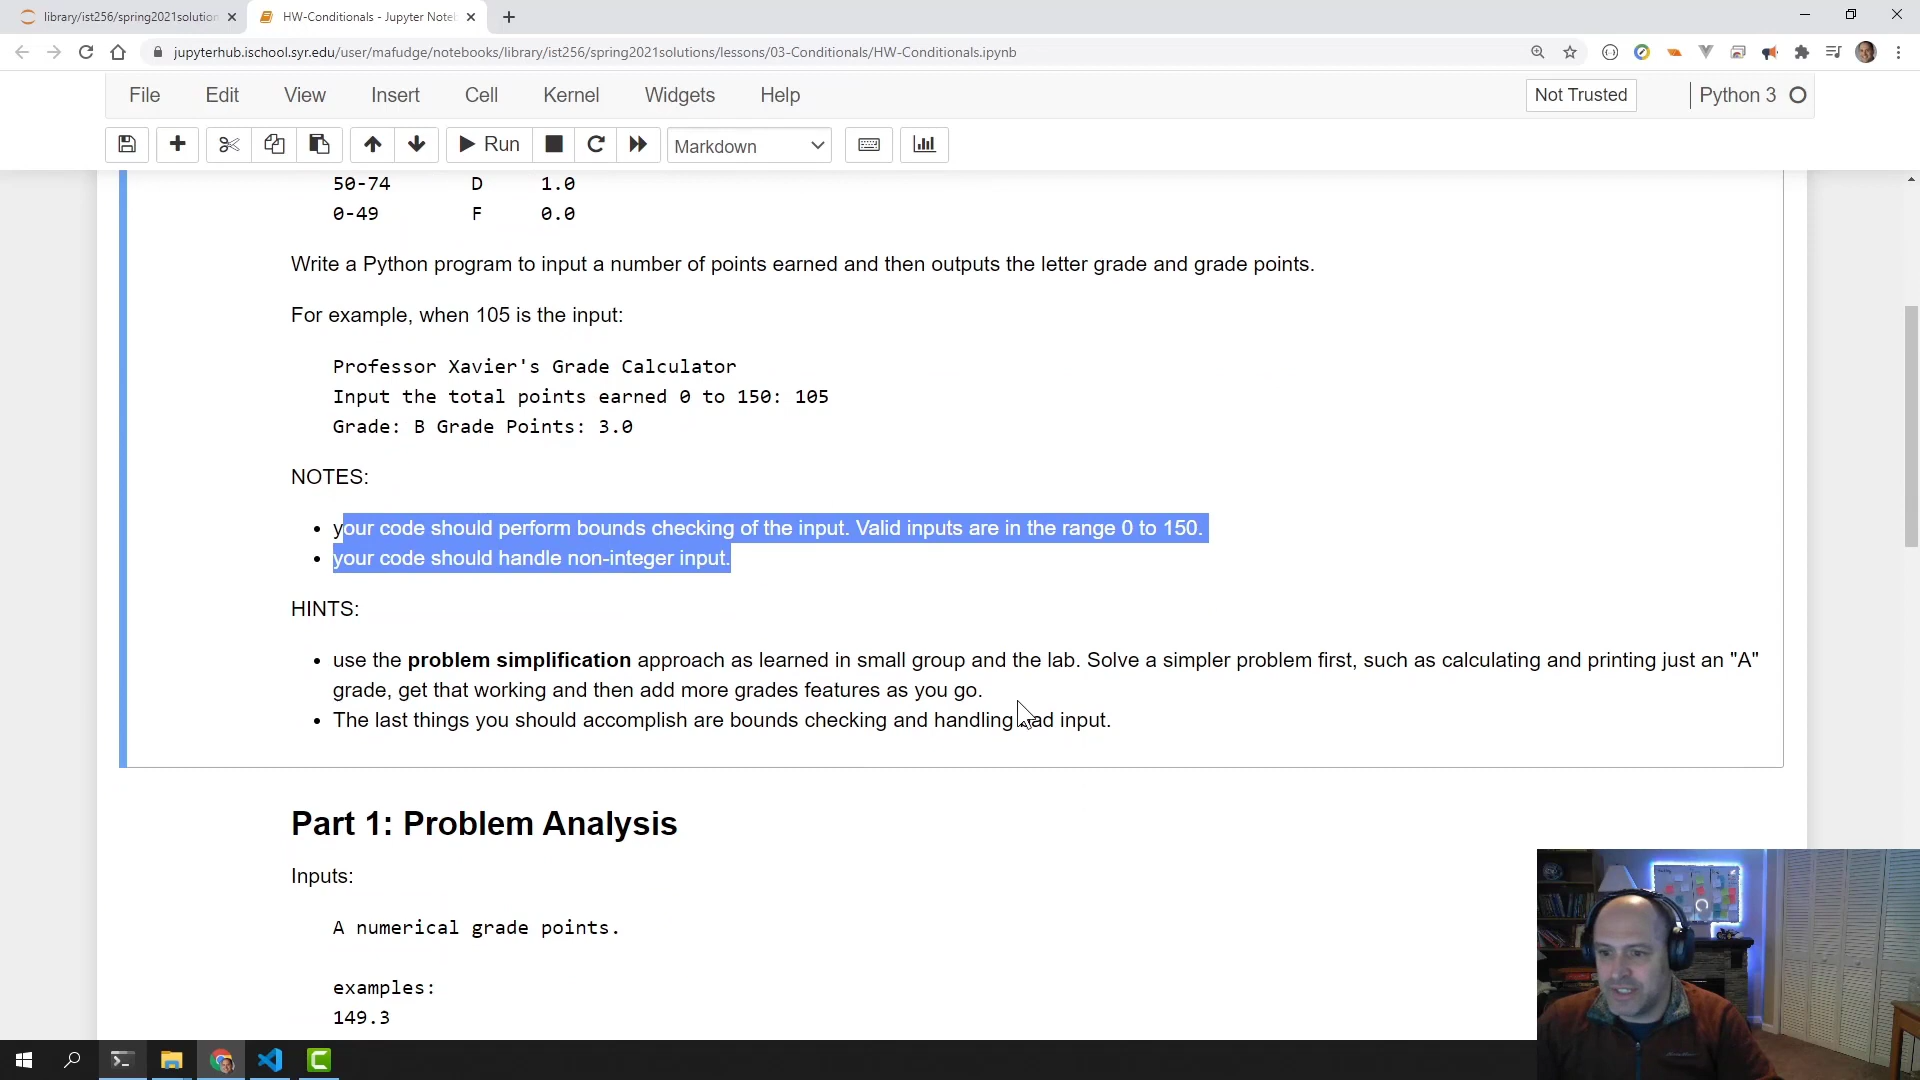 library/ist256/spring2021solution
HW-Conditionals - Jupyter Noteb
jupyterhub.ischool.syr.edu/user/mafudge/notebooks/library/ist256/spring2021solutions/lessons/03-Conditionals/HW-Conditionals.ipynb
File Edit View Insert Cell Kernel Widgets Help Not Trusted Python 3
Run Markdown
50-74 D 1.0
0-49 F 0.0
Write a Python program to input a number of points earned and then outputs the letter grade and grade points.
For example, when 105 is the input:
Professor Xavier's Grade Calculator
Input the total points earned 0 to 150: 105
Grade: B Grade Points: 3.0
NOTES:
your code should perform bounds checking of the input. Valid inputs are in the range 0 to 150.
your code should handle non-integer input.
HINTS:
use the problem simplification approach as learned in small group and the lab. Solve a simpler problem first, such as calculating and printing just an "A"
grade, get that working and then add more grades features as you go.
The last things you should accomplish are bounds checking and handling bad input.
Part 1: Problem Analysis
Inputs:
A numerical grade points.
examples:
149.3